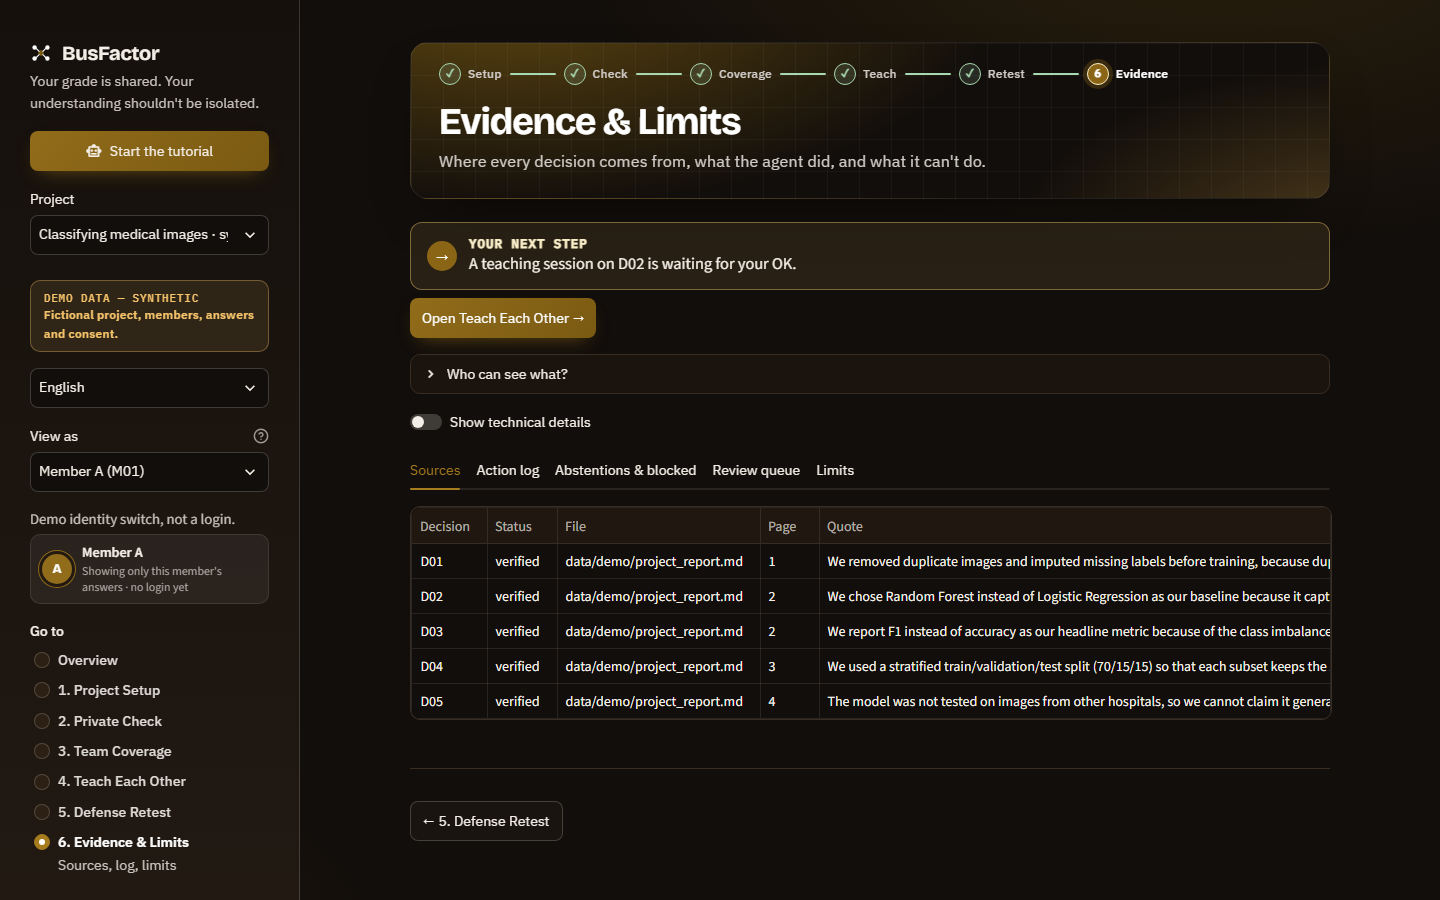 BusFactor
Your grade is shared. Your
understanding shouldn't be isolated.
Start the tutorial
Project
Classifying medical images · sy
DEMO DATA — SYNTHETIC
Fictional project, members, answers
and consent.
English
View as
Member A (M01)
Demo identity switch, not a login.
A
Member A
Showing only this member's
answers · no login yet
Go to
Overview
1. Project Setup
2. Private Check
3. Team Coverage
4. Teach Each Other
5. Defense Retest
6. Evidence & Limits
Sources, log, limits
✓ Setup ✓ Check ✓ Coverage ✓ Teach ✓ Retest 6 Evidence
Evidence & Limits
Where every decision comes from, what the agent did, and what it can't do.
→ YOUR NEXT STEP
A teaching session on D02 is waiting for your OK.
Open Teach Each Other →
Who can see what?
Show technical details
Sources Action log Abstentions & blocked Review queue Limits
Decision Status File Page Quote
D01 verified data/demo/project_report.md 1 We removed duplicate images and imputed missing labels before training, because dup
D02 verified data/demo/project_report.md 2 We chose Random Forest instead of Logistic Regression as our baseline because it capt
D03 verified data/demo/project_report.md 2 We report F1 instead of accuracy as our headline metric because of the class imbalance
D04 verified data/demo/project_report.md 3 We used a stratified train/validation/test split (70/15/15) so that each subset keeps the
D05 verified data/demo/project_report.md 4 The model was not tested on images from other hospitals, so we cannot claim it genera
← 5. Defense Retest